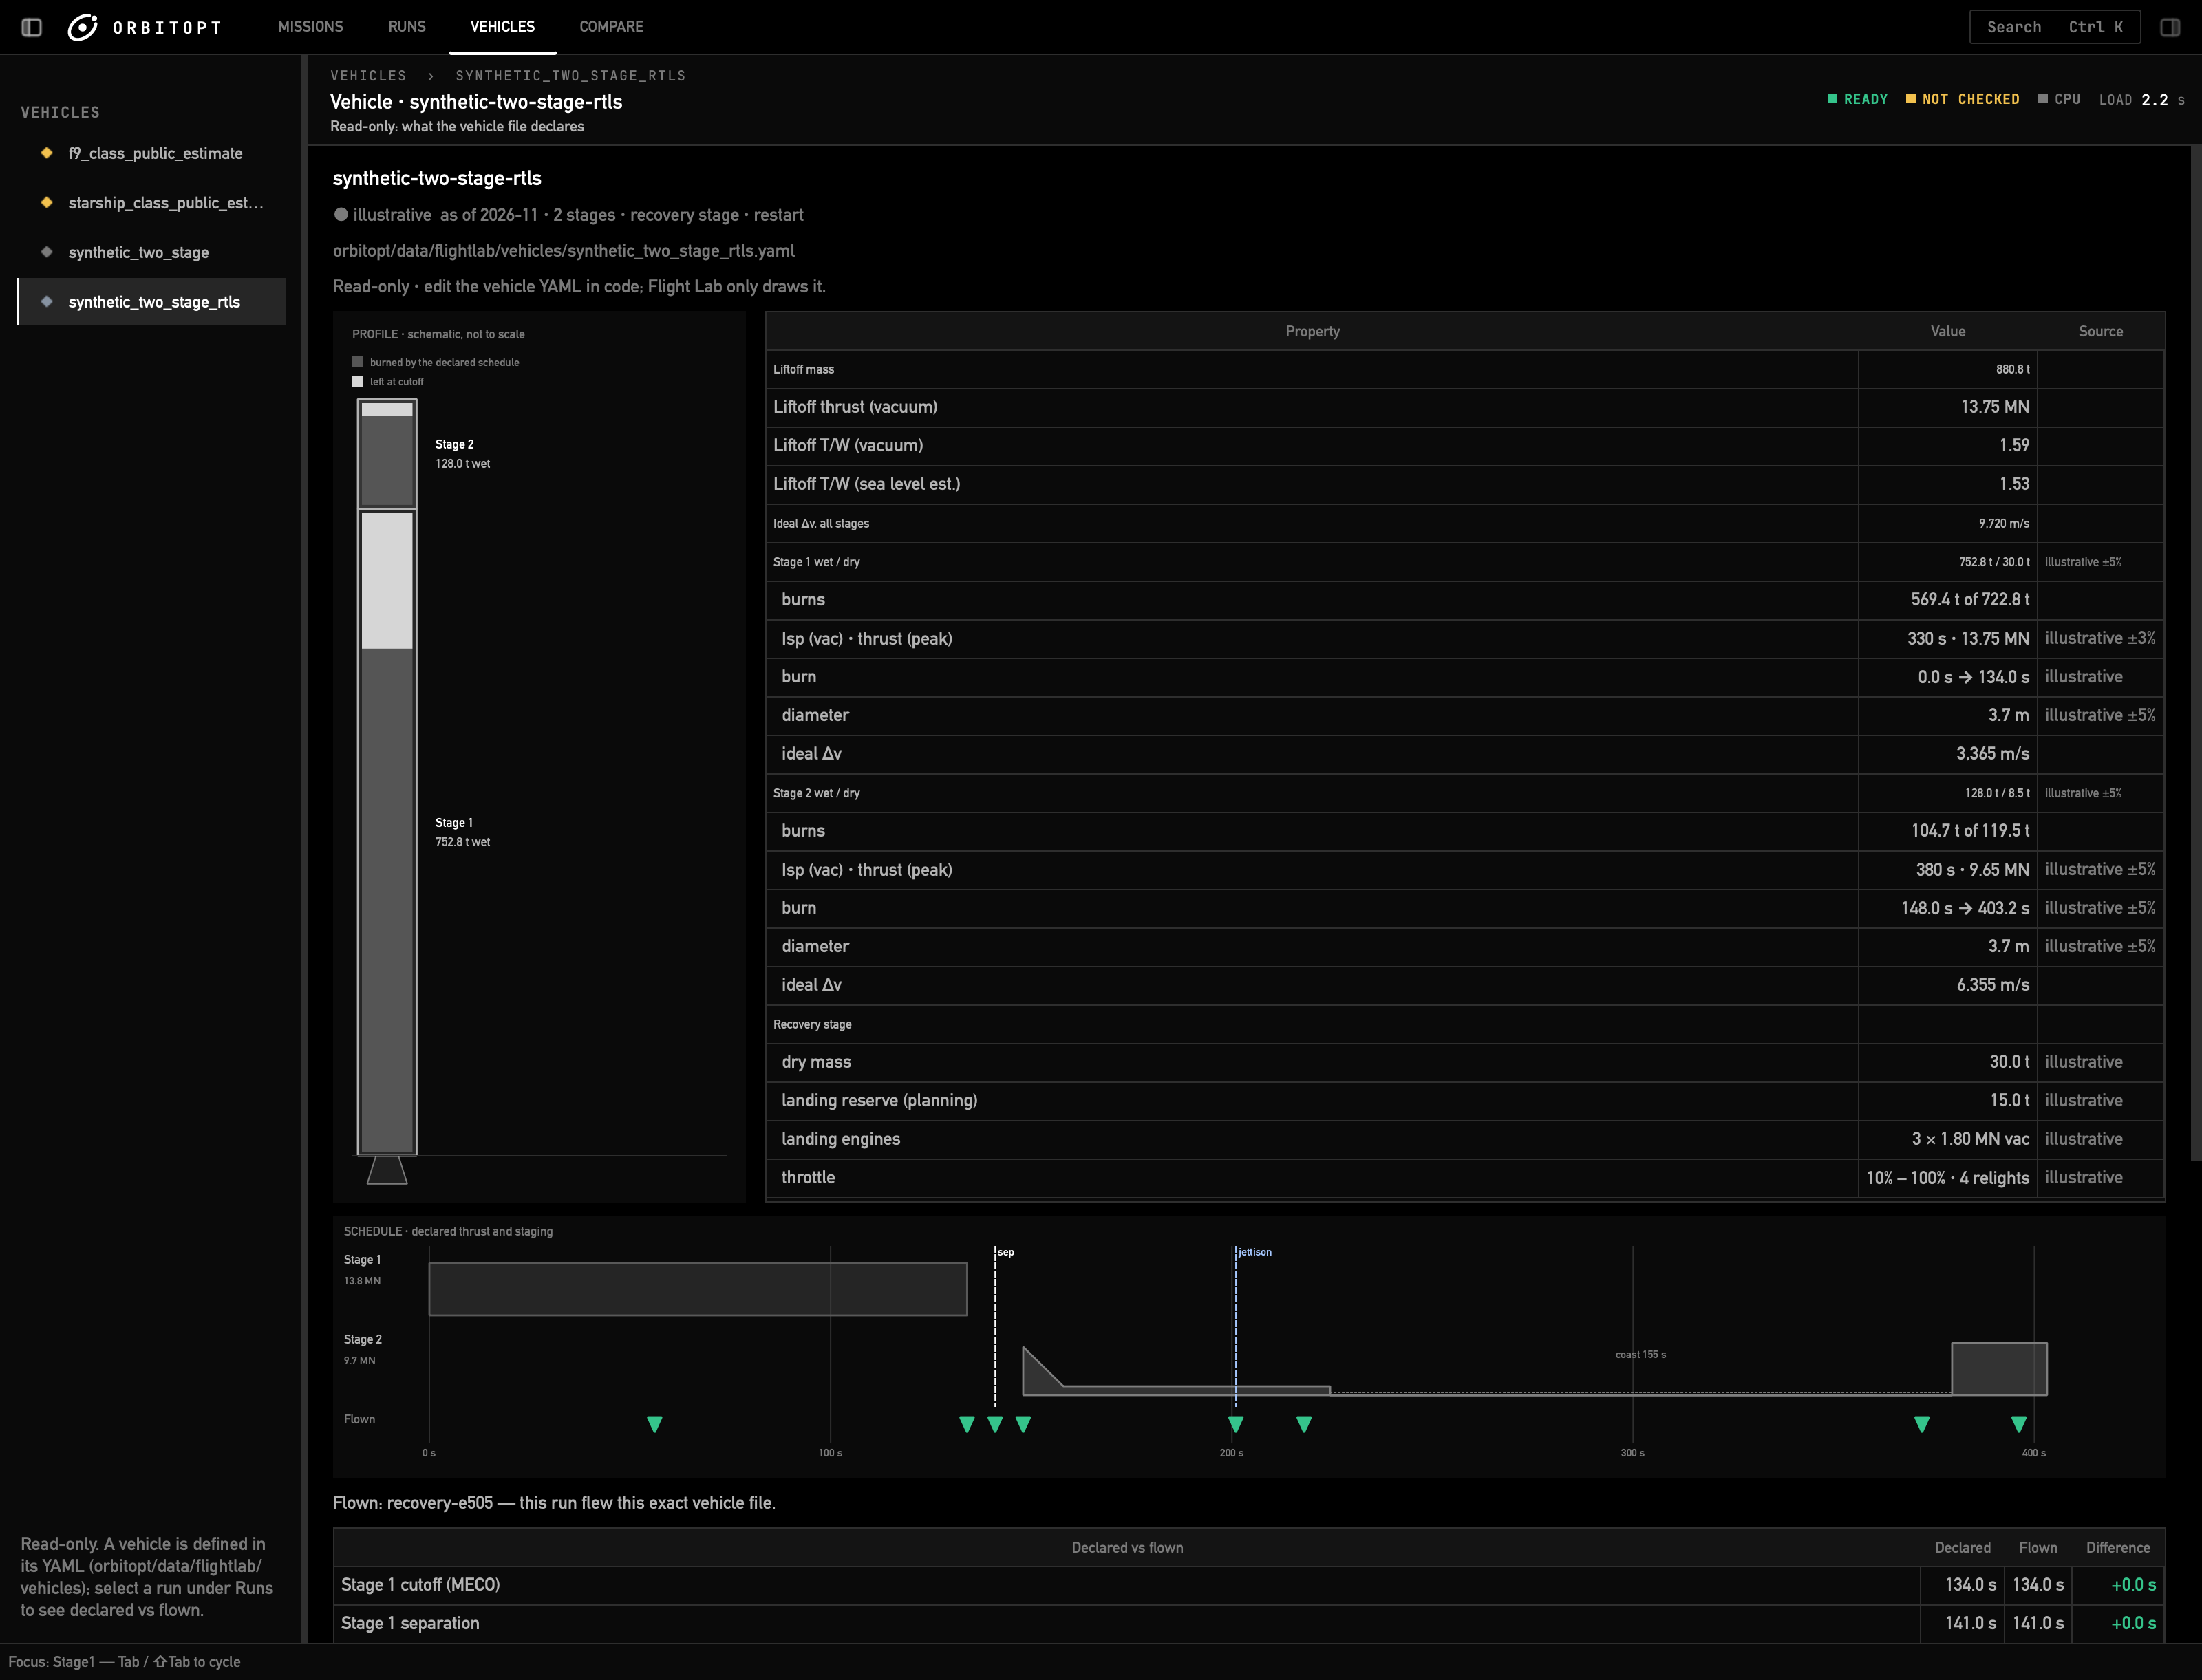 ORBITOPT
MISSIONS
RUNS
VEHICLES
COMPARE
Search Ctrl K
VEHICLES
f9_class_public_estimate
starship_class_public_est…
synthetic_two_stage
synthetic_two_stage_rtls
Read-only. A vehicle is defined in
its YAML (orbitopt/data/flightlab/
vehicles); select a run under Runs
to see declared vs flown.
VEHICLES › SYNTHETIC_TWO_STAGE_RTLS
Vehicle · synthetic-two-stage-rtls
Read-only: what the vehicle file declares
READY NOT CHECKED CPU LOAD 2.2 s
synthetic-two-stage-rtls
illustrative as of 2026-11 · 2 stages · recovery stage · restart
orbitopt/data/flightlab/vehicles/synthetic_two_stage_rtls.yaml
Read-only · edit the vehicle YAML in code; Flight Lab only draws it.
PROFILE · schematic, not to scale
burned by the declared schedule
left at cutoff
Stage 2
128.0 t wet
Stage 1
752.8 t wet
Property Value Source
Liftoff mass 880.8 t
Liftoff thrust (vacuum) 13.75 MN
Liftoff T/W (vacuum) 1.59
Liftoff T/W (sea level est.) 1.53
Ideal Δv, all stages 9,720 m/s
Stage 1 wet / dry 752.8 t / 30.0 t illustrative ±5%
burns 569.4 t of 722.8 t
Isp (vac) · thrust (peak) 330 s · 13.75 MN illustrative ±3%
burn 0.0 s → 134.0 s illustrative
diameter 3.7 m illustrative ±5%
ideal Δv 3,365 m/s
Stage 2 wet / dry 128.0 t / 8.5 t illustrative ±5%
burns 104.7 t of 119.5 t
Isp (vac) · thrust (peak) 380 s · 9.65 MN illustrative ±5%
burn 148.0 s → 403.2 s illustrative ±5%
diameter 3.7 m illustrative ±5%
ideal Δv 6,355 m/s
Recovery stage
dry mass 30.0 t illustrative
landing reserve (planning) 15.0 t illustrative
landing engines 3 × 1.80 MN vac illustrative
throttle 10% – 100% · 4 relights illustrative
SCHEDULE · declared thrust and staging
Stage 1
13.8 MN
sep
jettison
Stage 2
9.7 MN
coast 155 s
Flown
0 s 100 s 200 s 300 s 400 s
Flown: recovery-e505 — this run flew this exact vehicle file.
Declared vs flown Declared Flown Difference
Stage 1 cutoff (MECO) 134.0 s 134.0 s +0.0 s
Stage 1 separation 141.0 s 141.0 s +0.0 s
Focus: Stage1 — Tab / ⇧Tab to cycle